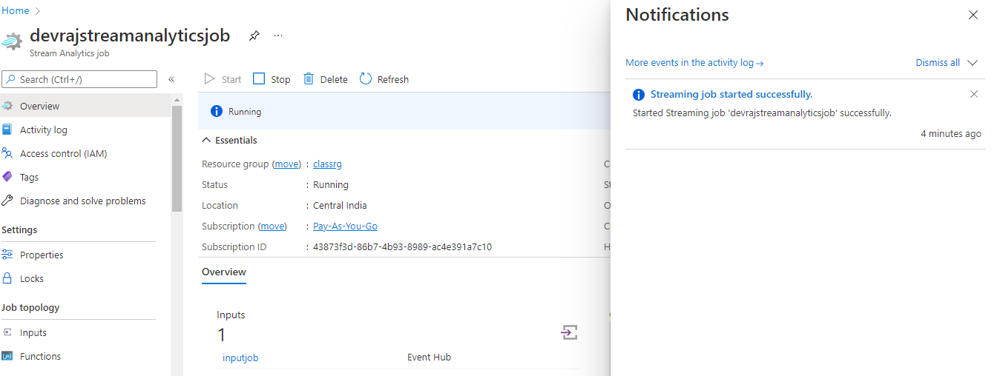 Home
devrajstreamanalyticsjob
Stream Analytics job
Search (Ctrl+/)
Overview
Activity log
Access control (IAM)
Tags
Diagnose and solve problems
Settings
Properties
Locks
Job topology
Inputs
Functions
Start Stop Delete Refresh
Running
Essentials
Resource group (move) : classrg
Status : Running
Location : Central India
Subscription (move) : Pay-As-You-Go
Subscription ID : 43873f3d-86b7-4b93-8989-ac4e391a7c10
Overview
Inputs
1
inputjob Event Hub
Notifications
More events in the activity log
Dismiss all
Streaming job started successfully.
Started Streaming job 'devrajstreamanalyticsjob' successfully.
4 minutes ago